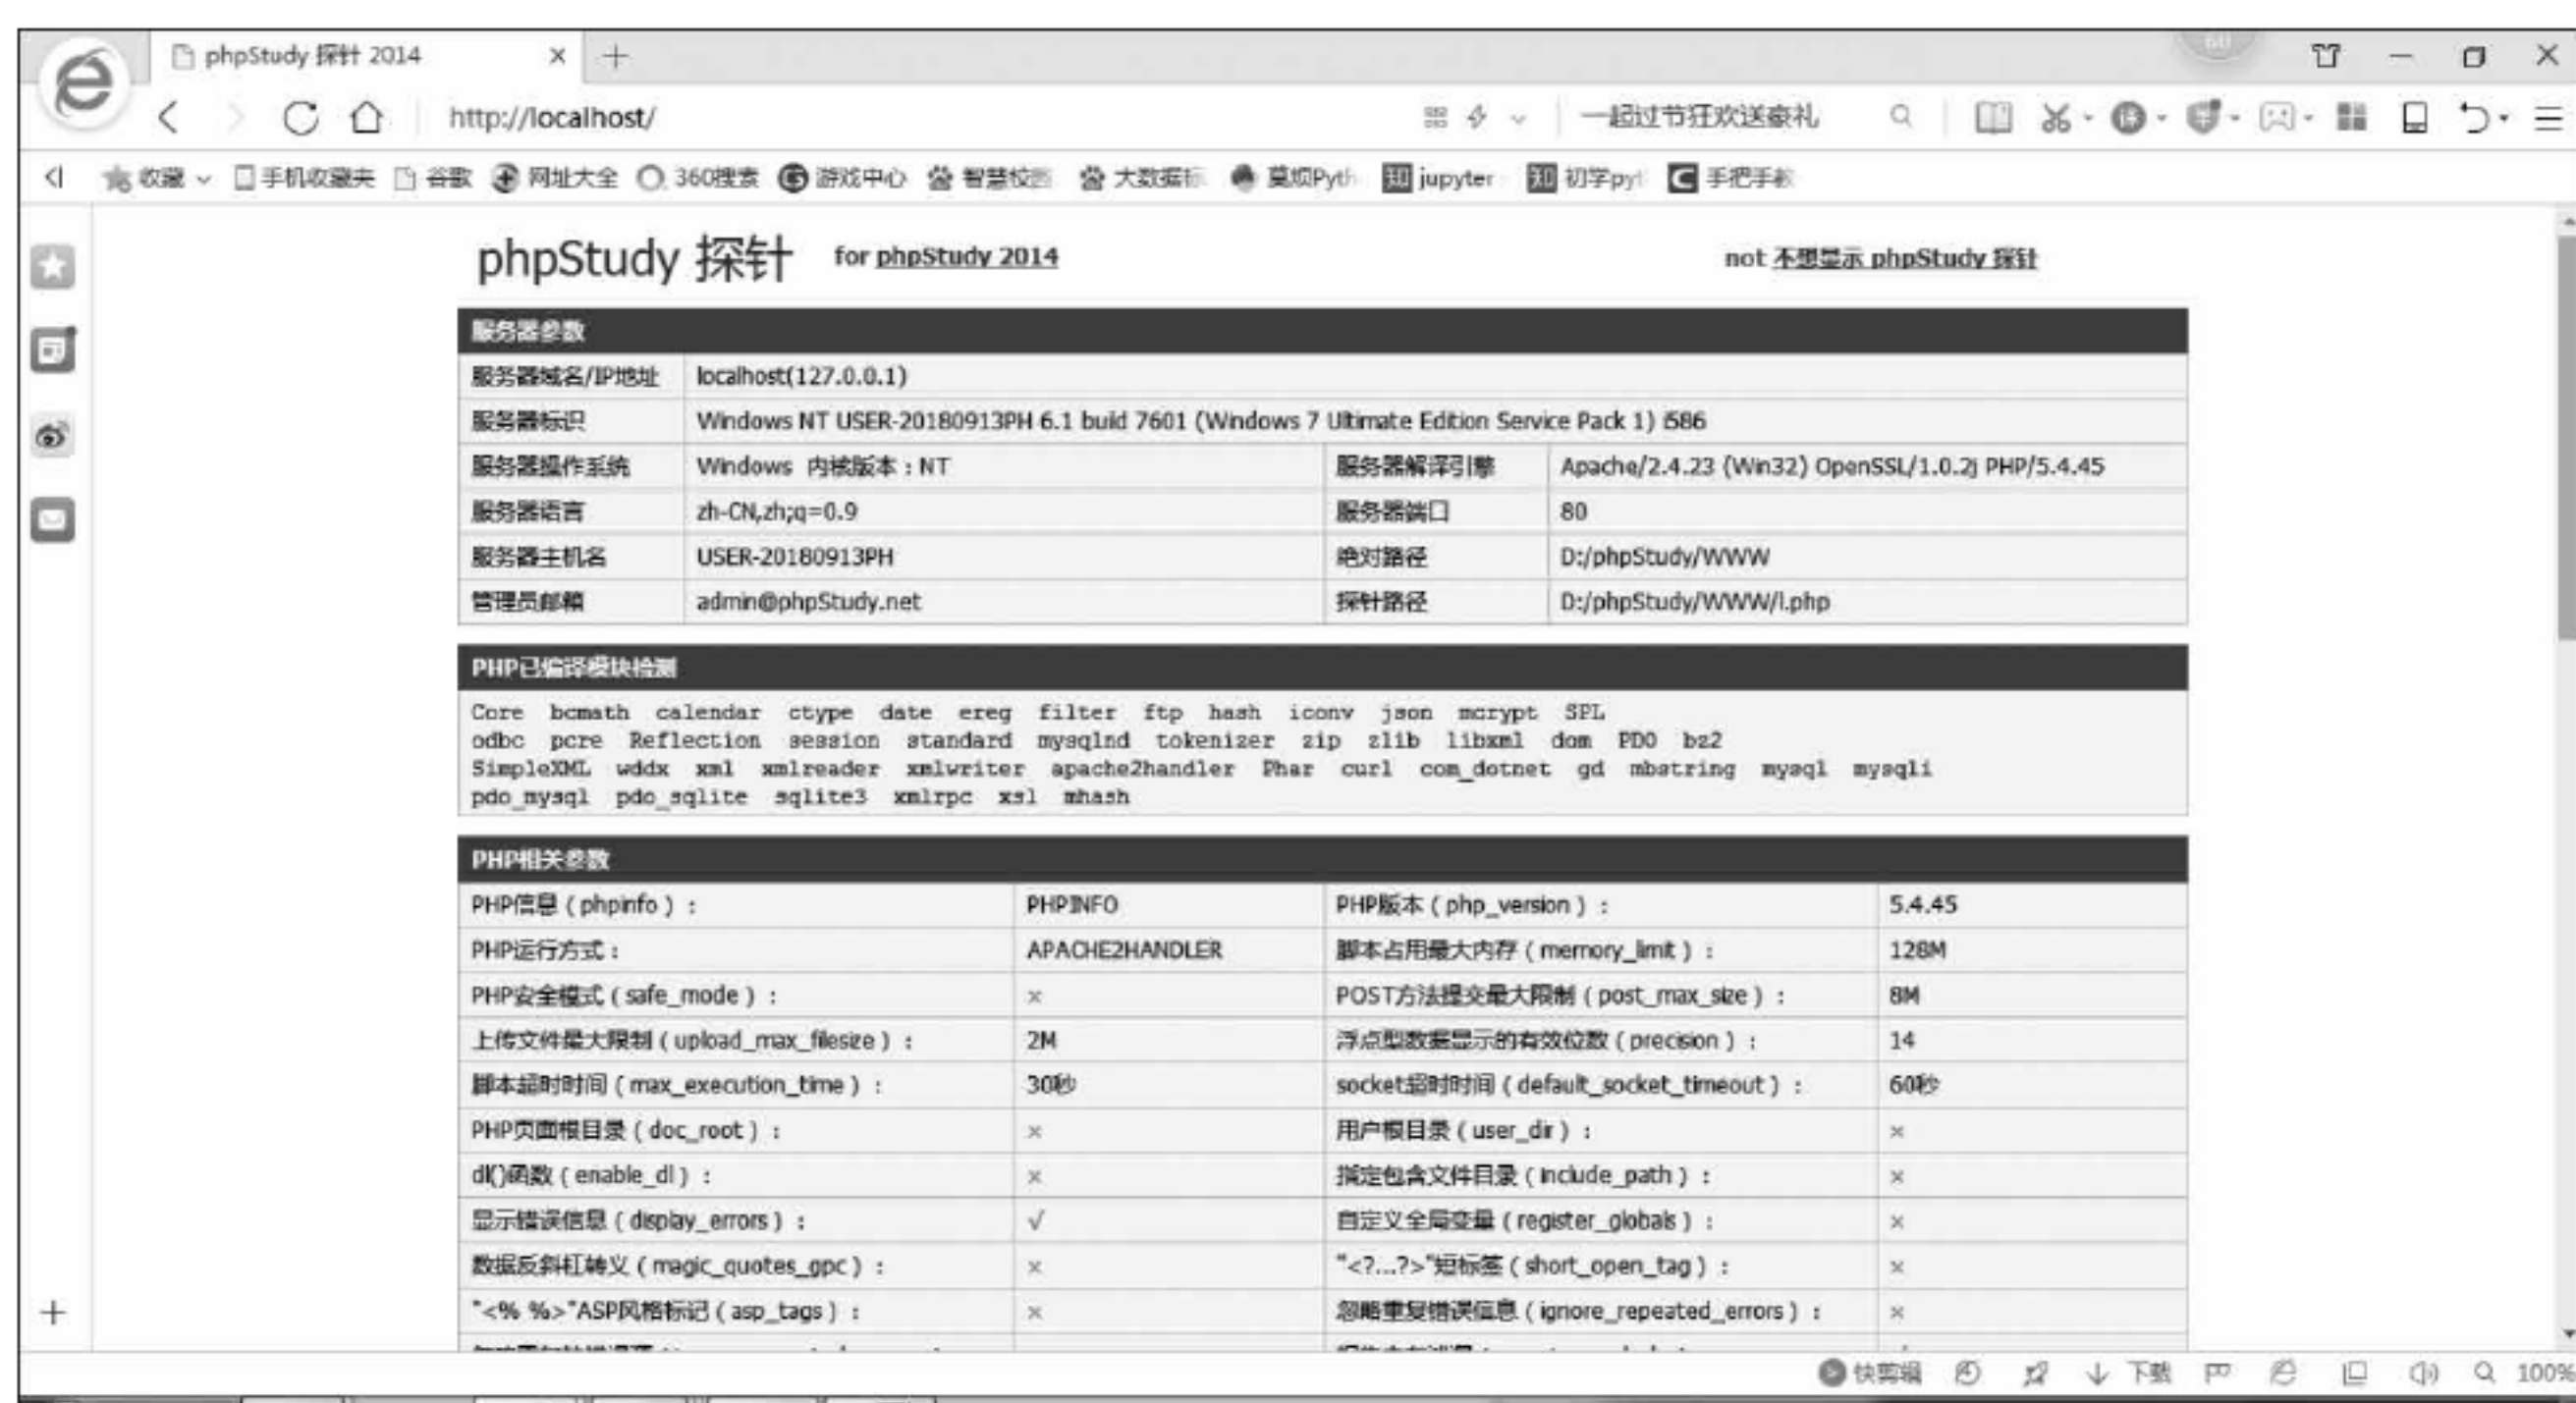 phpStudy 探针 2014
http://localhost/
一起过节狂欢送豪礼
收藏 手机收藏夹 谷歌 网址大全 360搜索 游戏中心 智慧校园 大数据标 莫烦Pyth jupyter 初学pyt 手把手教
phpStudy 探针 for phpStudy 2014 not 不想显示 phpStudy 探针
服务器参数
服务器域名/IP地址 localhost(127.0.0.1)
服务器标识 Windows NT USER-20180913PH 6.1 build 7601 (Windows 7 Ultimate Edition Service Pack 1) i586
服务器操作系统 Windows 内核版本：NT 服务器解译引擎 Apache/2.4.23 (Win32) OpenSSL/1.0.2j PHP/5.4.45
服务器语言 zh-CN,zh;q=0.9 服务器端口 80
服务器主机名 USER-20180913PH 绝对路径 D:/phpStudy/WWW
管理员邮箱 admin@phpStudy.net 探针路径 D:/phpStudy/WWW/l.php
PHP已编译模块检测
Core bcmath calendar ctype date ereg filter ftp hash iconv json mcrypt SPL
odbc pcre Reflection session standard mysqlnd tokenizer zip zlib libxml dom PDO bz2
SimpleXML wddx xml xmlreader xmlwriter apache2handler Phar curl com_dotnet gd mbstring mysql mysqli
pdo_mysql pdo_sqlite sqlite3 xmlrpc xsl mhash
PHP相关参数
PHP信息（phpinfo）： PHPINFO PHP版本（php_version）： 5.4.45
PHP运行方式： APACHE2HANDLER 脚本占用最大内存（memory_limit）： 128M
PHP安全模式（safe_mode）： × POST方法提交最大限制（post_max_size）： 8M
上传文件最大限制（upload_max_filesize）： 2M 浮点型数据显示的有效位数（precision）： 14
脚本超时时间（max_execution_time）： 30秒 socket超时时间（default_socket_timeout）： 60秒
PHP页面根目录（doc_root）： × 用户根目录（user_dir）： ×
dl()函数（enable_dl）： × 指定包含文件目录（include_path）： ×
显示错误信息（display_errors）： √ 自定义全局变量（register_globals）： ×
数据反斜杠转义（magic_quotes_gpc）： × "<?...?>"短标签（short_open_tag）： ×
"<% %>"ASP风格标记（asp_tags）： × 忽略重复错误信息（ignore_repeated_errors）： ×
快剪辑 下载 100%